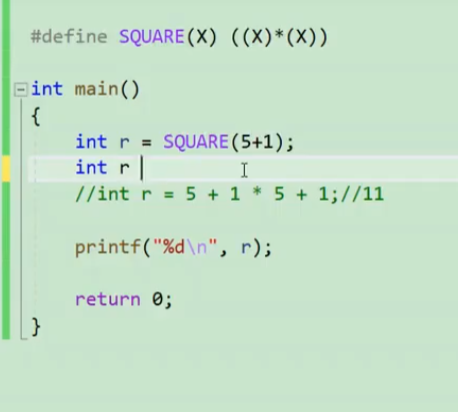 #define SQUARE(X) ((X)*(X))
int main()
{
int r = SQUARE(5+1);
int r
//int r = 5 + 1 * 5 + 1;//11
printf("%d\n", r);
return 0;
}